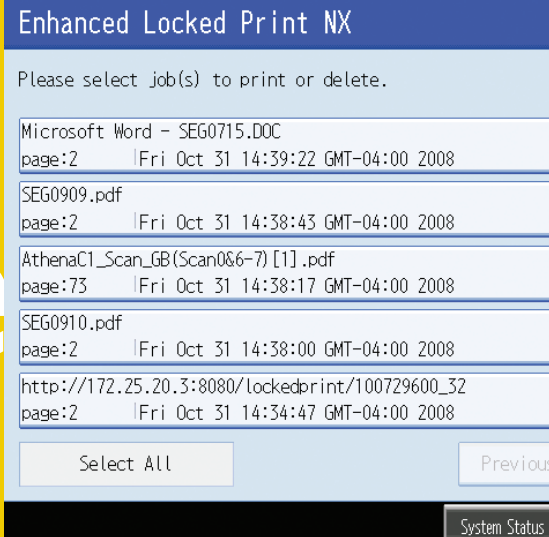 Enhanced Locked Print NX
Please select job(s) to print or delete.
Microsoft Word - SEG0715.DOC
page:2 Fri Oct 31 14:39:22 GMT-04:00 2008
SEG0909.pdf
page:2 Fri Oct 31 14:38:43 GMT-04:00 2008
AthenaC1_Scan_GB(Scan0&6-7)[1].pdf
page:73 Fri Oct 31 14:38:17 GMT-04:00 2008
SEG0910.pdf
page:2 Fri Oct 31 14:38:00 GMT-04:00 2008
http://172.25.20.3:8080/lockedprint/100729600_32
page:2 Fri Oct 31 14:34:47 GMT-04:00 2008
Select All Previous
System Status